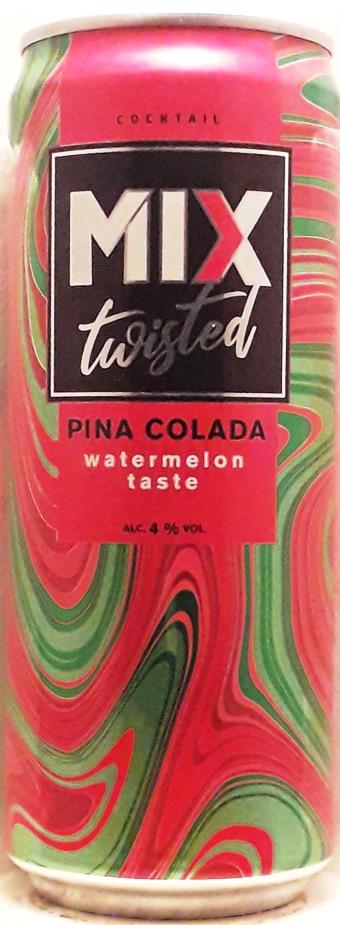 COCKTAIL
MIX
twisted
PINA COLADA
watermelon
taste
ALC. 4 % VOL.